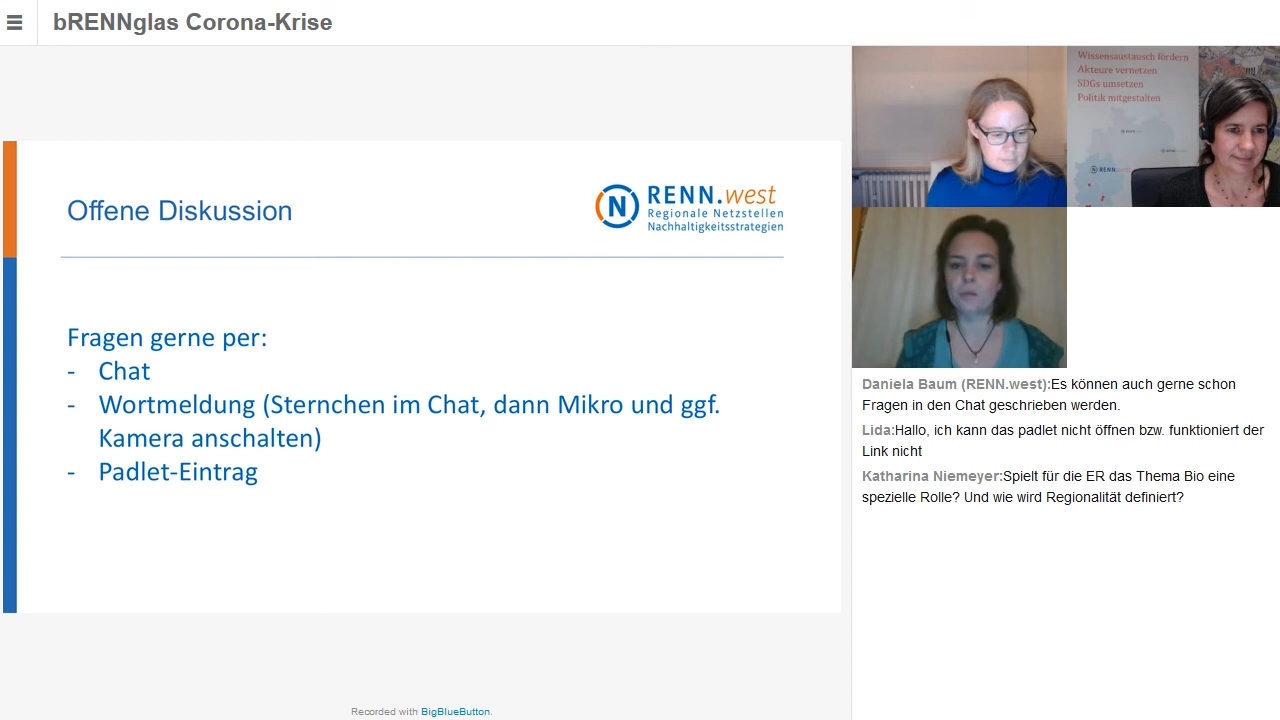 bRENNglas Corona-Krise
Offene Diskussion
N
RENN.west
Regionale Netzstellen
Nachhaltigkeitsstrategien
Fragen gerne per:
- Chat
- Wortmeldung (Sternchen im Chat, dann Mikro und ggf.
Kamera anschalten)
- Padlet-Eintrag
Wissensaustausch fördern
Akteure vernetzen
SDGs umsetzen
Politik mitgestalten
Daniela Baum (RENN.west):Es können auch gerne schon
Fragen in den Chat geschrieben werden.
Lida:Hallo, ich kann das padlet nicht öffnen bzw. funktioniert der
Link nicht
Katharina Niemeyer:Spielt für die ER das Thema Bio eine
spezielle Rolle? Und wie wird Regionalität definiert?
Recorded with BigBlueButton.